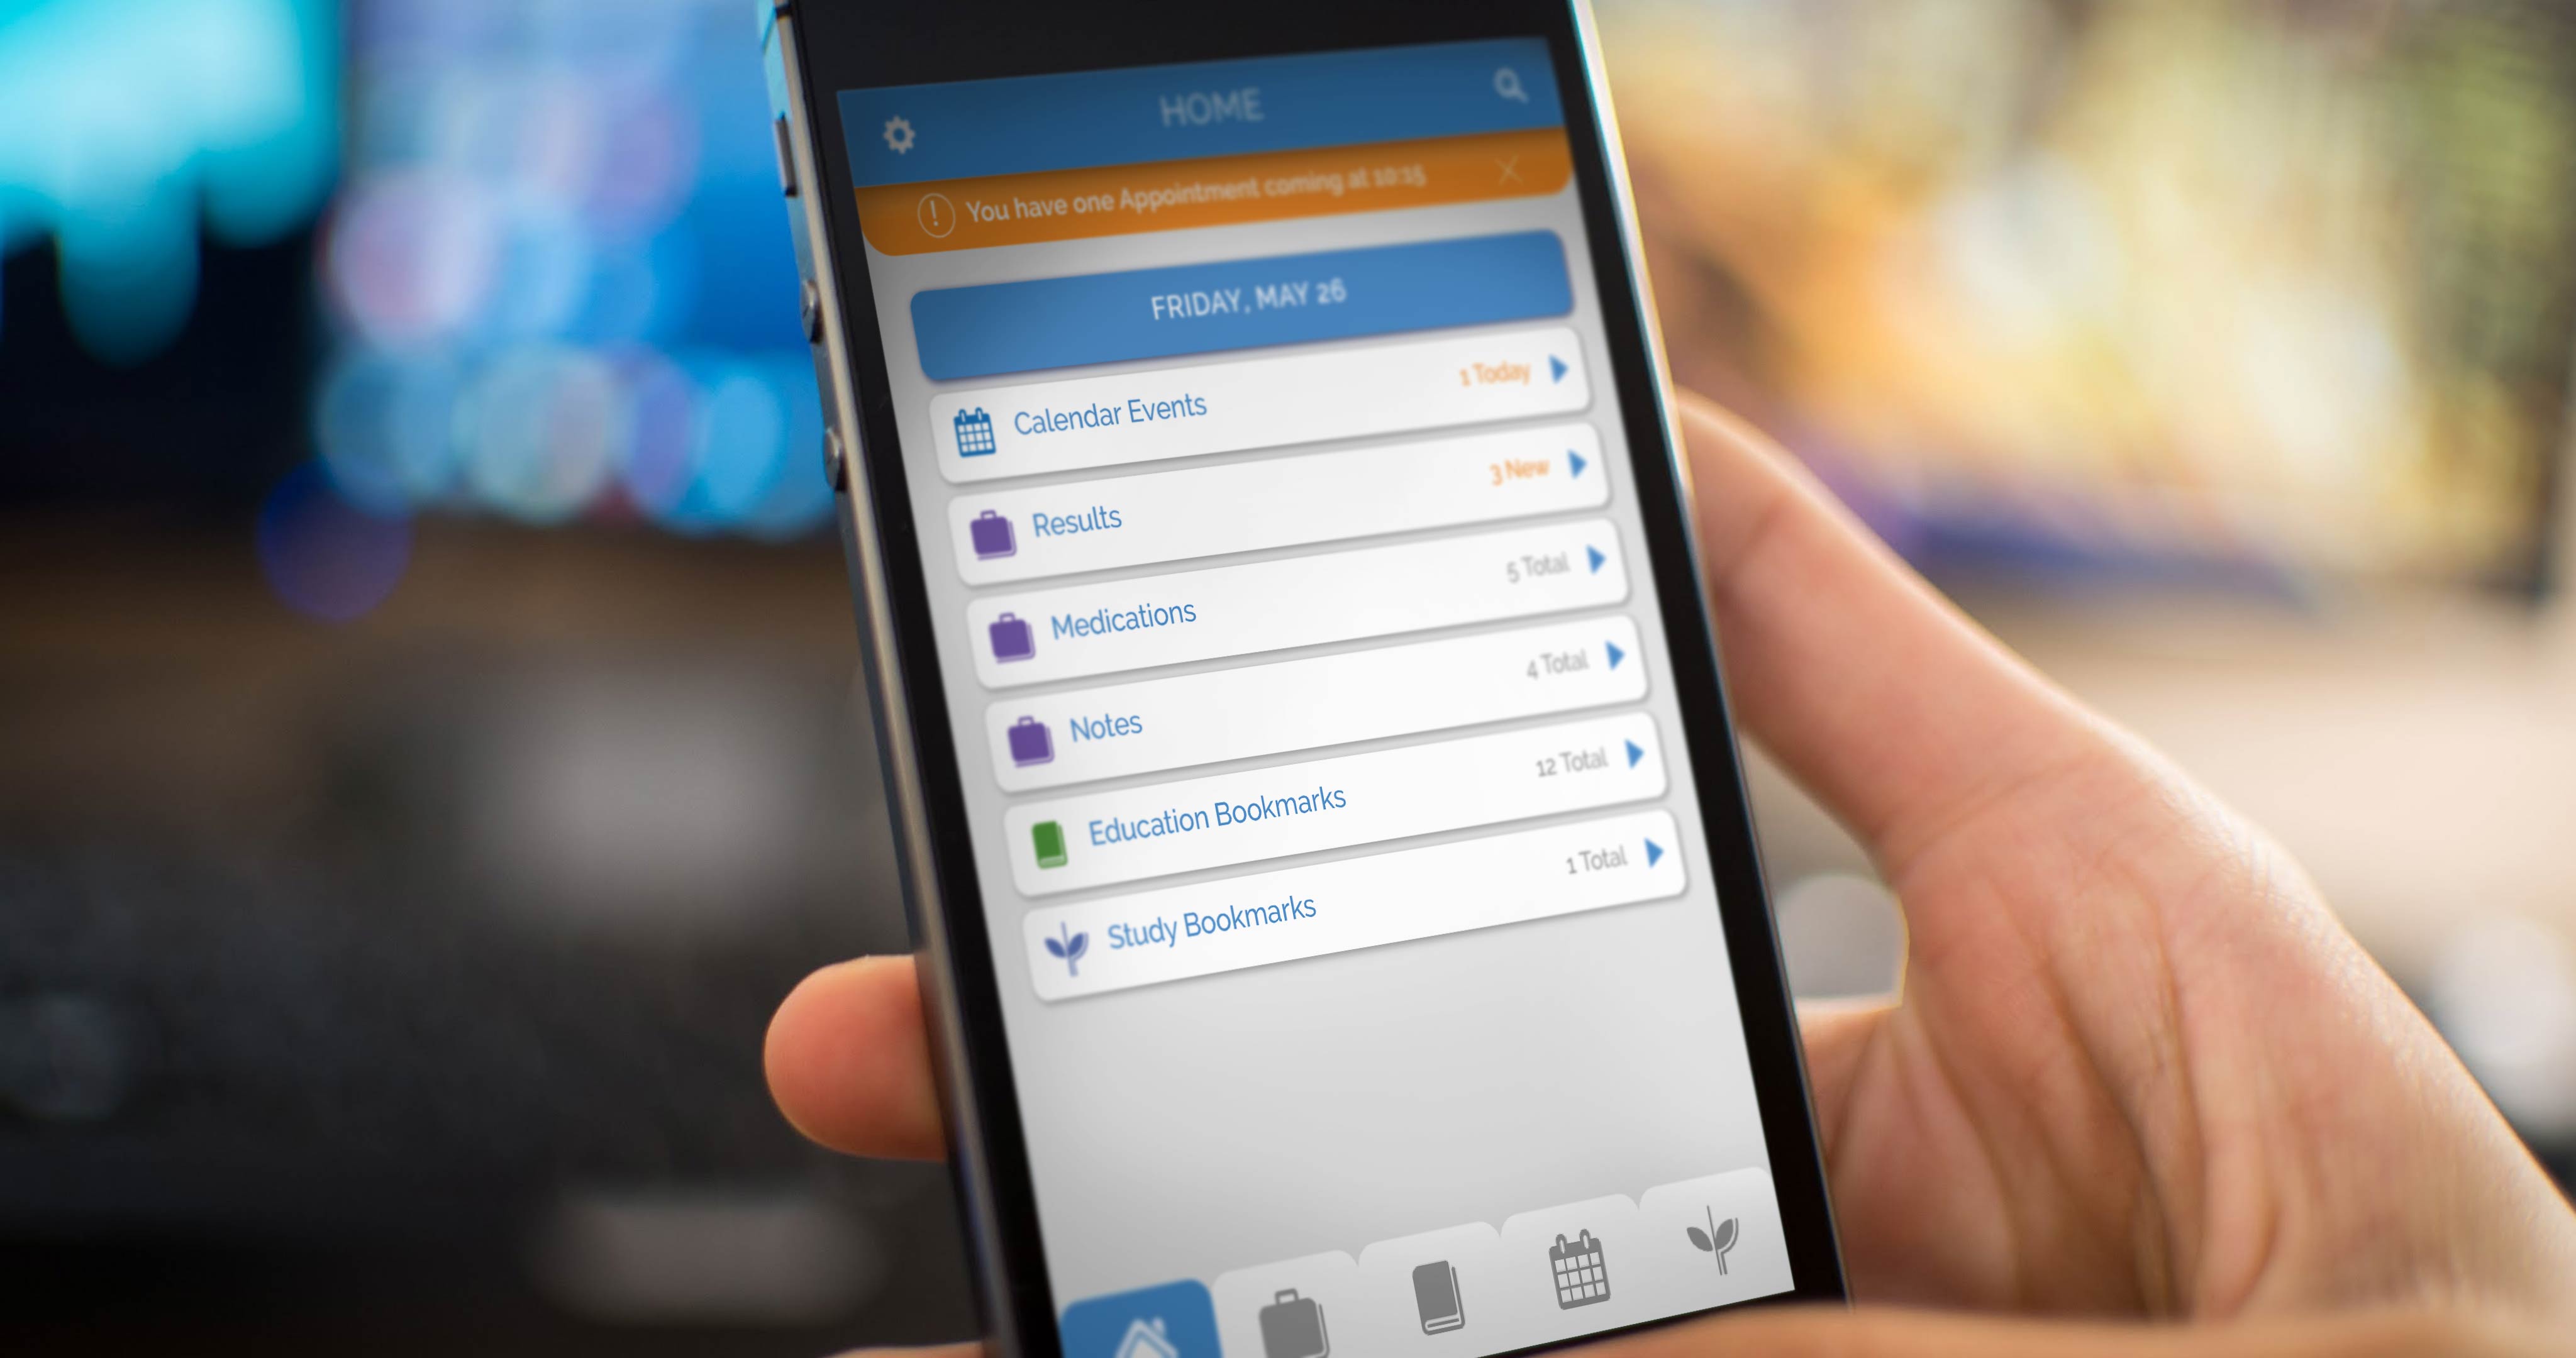 HOME
You have one Appointment coming at 10:15
FRIDAY, MAY 26
Calendar Events 1 Today
Results 3 New
Medications 5 Total
Notes 4 Total
Education Bookmarks 12 Total
Study Bookmarks 1 Total